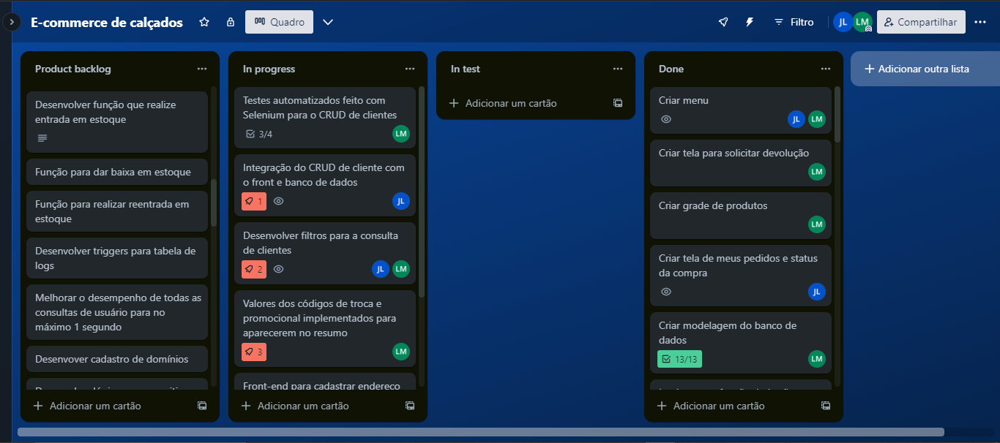 E-commerce de calçados
Quadro
Filtro
JL
LM
Compartilhar
Product backlog
Desenvolver função que realize
entrada em estoque
Função para dar baixa em estoque
Função para realizar reentrada em
estoque
Desenvolver triggers para tabela de
logs
Melhorar o desempenho de todas as
consultas de usuário para no
máximo 1 segundo
Desenvover cadastro de domínios
Adicionar um cartão
In progress
Testes automatizados feito com
Selenium para o CRUD de clientes
3/4
LM
Integração do CRUD de cliente com
o front e banco de dados
1
JL
Desenvolver filtros para a consulta
de clientes
2
JL
LM
Valores dos códigos de troca e
promocional implementados para
aparecerem no resumo
3
LM
Front-end para cadastrar endereço
Adicionar um cartão
In test
Adicionar um cartão
Done
Criar menu
JL
LM
Criar tela para solicitar devolução
LM
Criar grade de produtos
LM
Criar tela de meus pedidos e status
da compra
JL
Criar modelagem do banco de
dados
13/13
LM
Adicionar um cartão
Adicionar outra lista